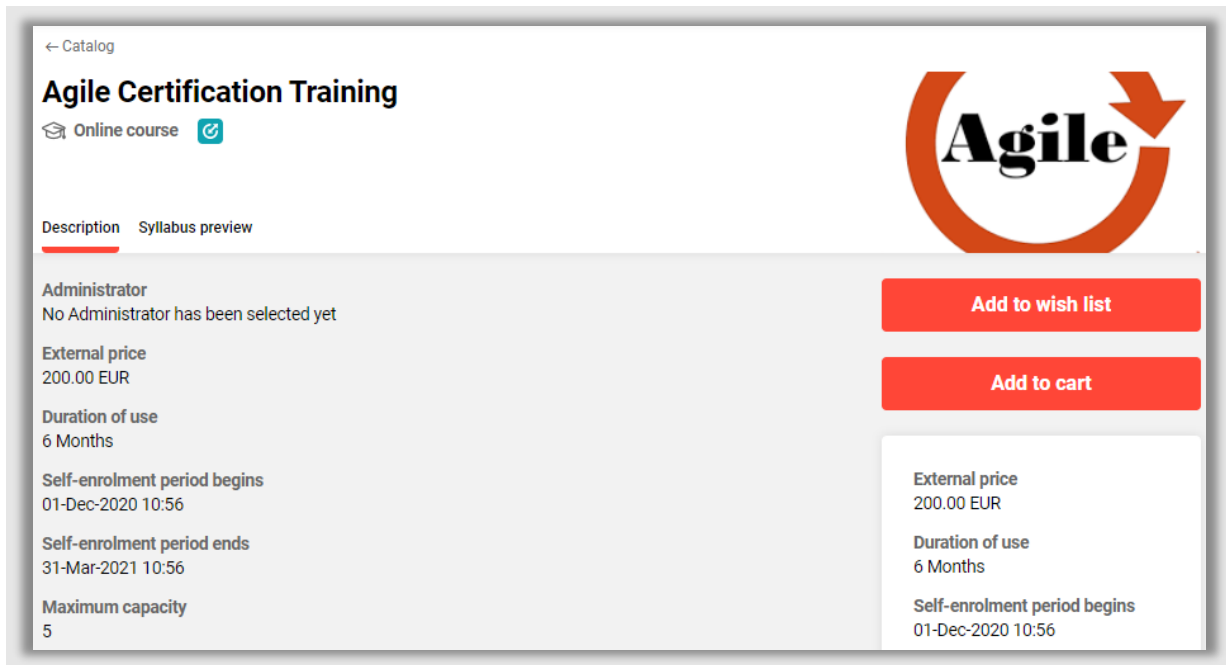 ← Catalog
Agile Certification Training
Online course
Agile
Description Syllabus preview
Administrator
No Administrator has been selected yet
External price
200.00 EUR
Duration of use
6 Months
Self-enrolment period begins
01-Dec-2020 10:56
Self-enrolment period ends
31-Mar-2021 10:56
Maximum capacity
5
Add to wish list
Add to cart
External price
200.00 EUR
Duration of use
6 Months
Self-enrolment period begins
01-Dec-2020 10:56